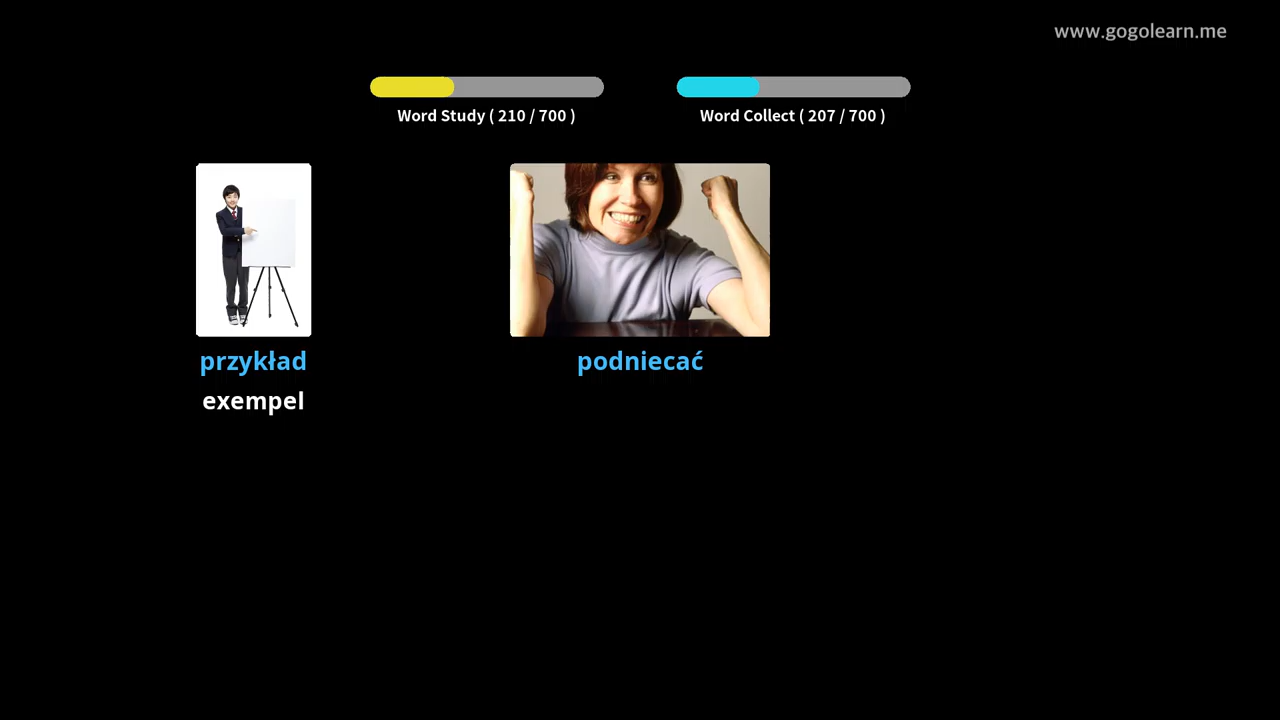 www.gogolearn.me
Word Study ( 210 / 700 )
Word Collect ( 207 / 700 )
przykład
exempel
podniecać